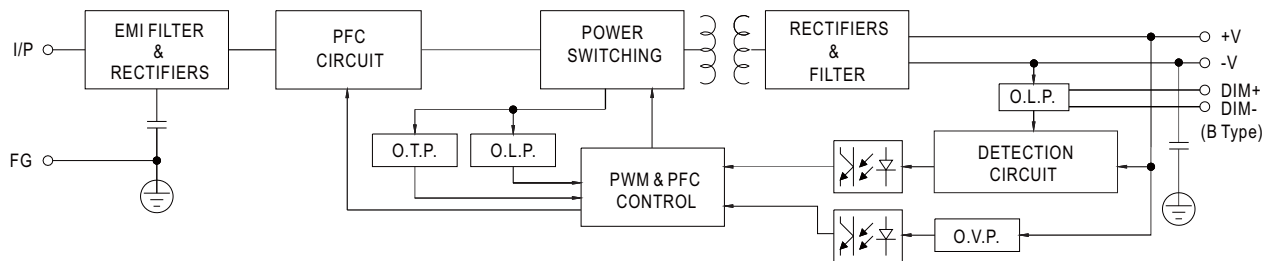 I/P
EMI FILTER
&
RECTIFIERS
PFC
CIRCUIT
POWER
SWITCHING
RECTIFIERS
&
FILTER
+V
-V
O.L.P.
DIM+
DIM-
(B Type)
FG
O.T.P.
O.L.P.
PWM & PFC
CONTROL
DETECTION
CIRCUIT
O.V.P.